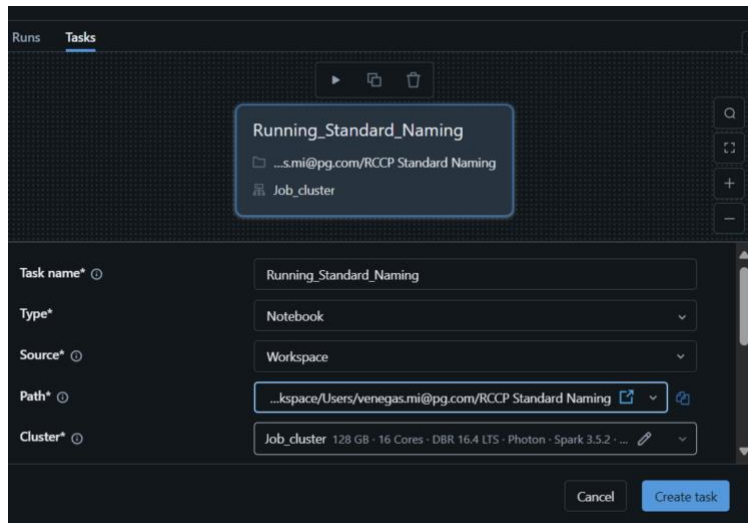 Runs Tasks
Running_Standard_Naming
...s.mi@pg.com/RCCP Standard Naming
Job_cluster
Task name* Running_Standard_Naming
Type* Notebook
Source* Workspace
Path* ...kspace/Users/venegas.mi@pg.com/RCCP Standard Naming
Cluster* Job_cluster 128 GB · 16 Cores · DBR 16.4 LTS · Photon · Spark 3.5.2 · ...
Cancel Create task